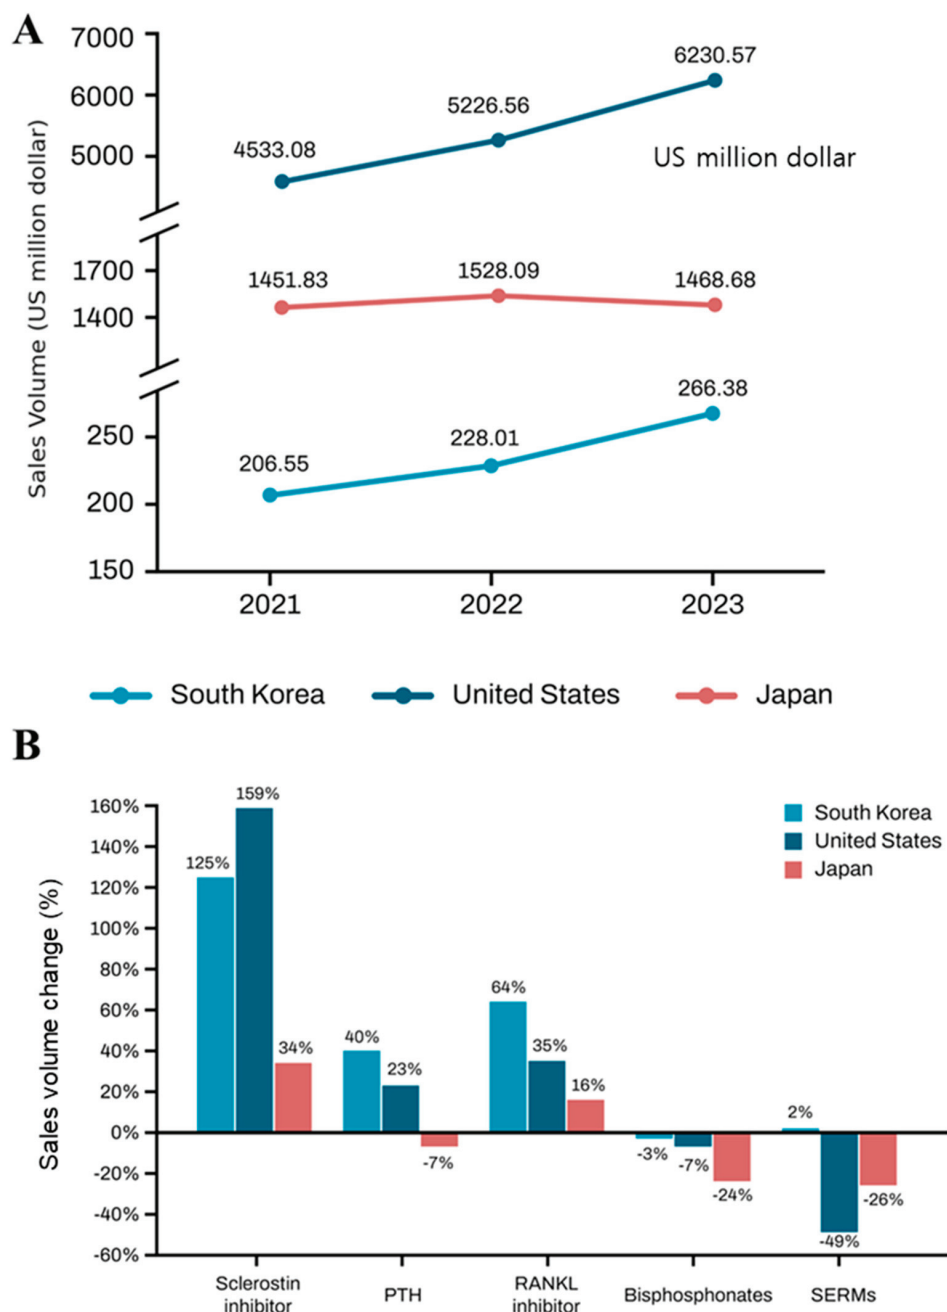 A
Sales Volume (US million dollar)
7000
6000
5000
1700
1400
250
200
150
4533.08
5226.56
6230.57
US million dollar
1451.83
1528.09
1468.68
206.55
228.01
266.38
2021
2022
2023
South Korea
United States
Japan
B
Sales volume change (%)
160%
140%
120%
100%
80%
60%
40%
20%
0%
-20%
-40%
-60%
South Korea
United States
Japan
125%
159%
34%
40%
23%
-7%
64%
35%
16%
-3%
-7%
-24%
2%
-49%
-26%
Sclerostin
inhibitor
PTH
RANKL
inhibitor
Bisphosphonates
SERMs